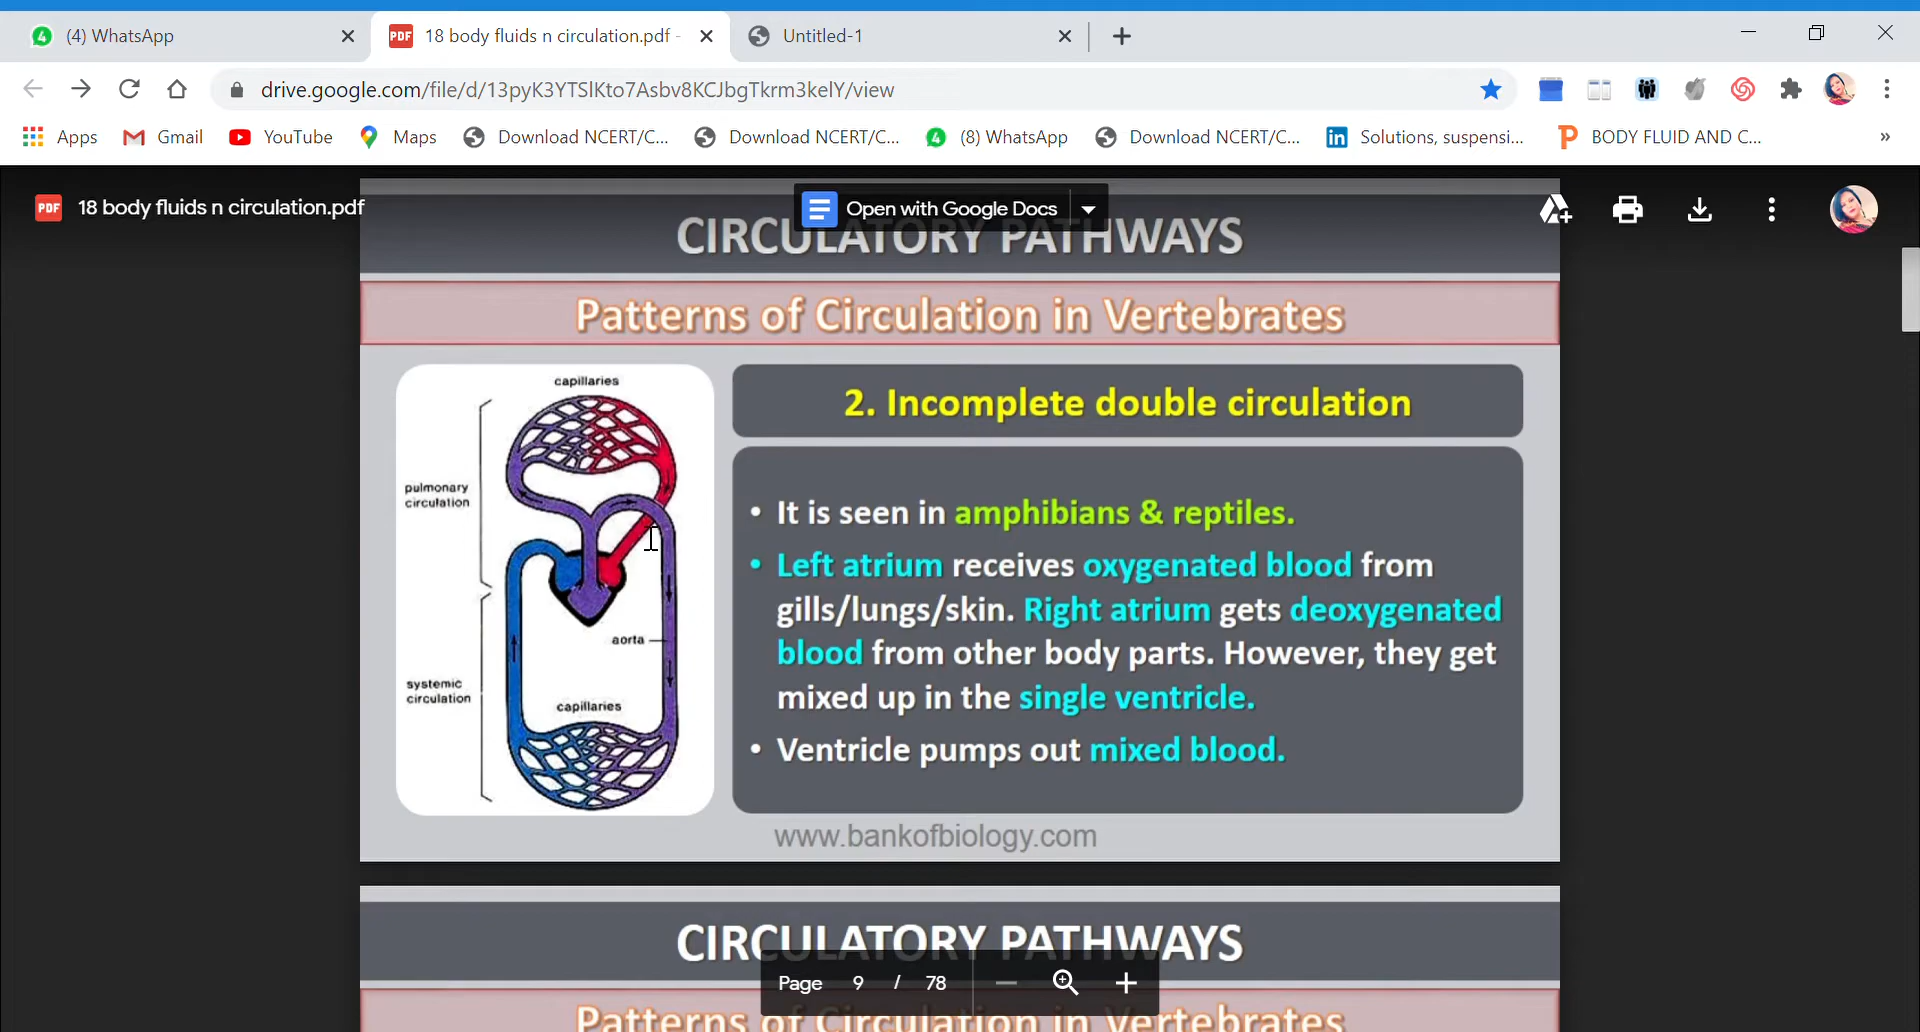 (4) WhatsApp
18 body fluids n circulation.pdf -
Untitled-1
drive.google.com/file/d/13pyK3YTSlKto7Asbv8KCJbgTkrm3kelY/view
Apps
Gmail
YouTube
Maps
Download NCERT/C...
Download NCERT/C...
(8) WhatsApp
Download NCERT/C...
Solutions, suspensi...
BODY FLUID AND C...
»
PDF
18 body fluids n circulation.pdf
Open with Google Docs
CIRCULATORY PATHWAYS
Patterns of Circulation in Vertebrates
capillaries
pulmonary
circulation
aorta
systemic
circulation
capillaries
2. Incomplete double circulation
• It is seen in amphibians & reptiles.
• Left atrium receives oxygenated blood from
gills/lungs/skin. Right atrium gets deoxygenated
blood from other body parts. However, they get
mixed up in the single ventricle.
• Ventricle pumps out mixed blood.
www.bankofbiology.com
CIRCULATORY PATHWAYS
Page 9 / 78
Patterns of Circulation in Vertebrates